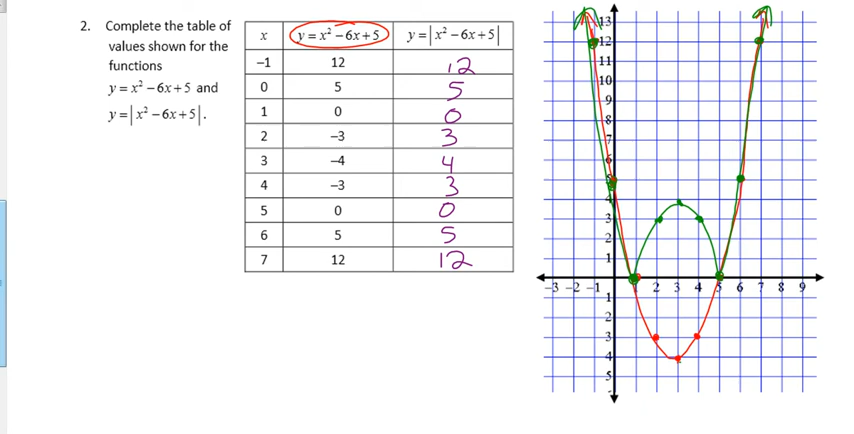 2. Complete the table of
values shown for the
functions
y = x² – 6x + 5 and
y = |x² – 6x + 5|.
x y = x² – 6x + 5 y = |x² – 6x + 5|
–1 12 12
0 5 5
1 0 0
2 –3 3
3 –4 4
4 –3 3
5 0 0
6 5 5
7 12 12
13
12
11
10
9
8
7
6
5
4
3
2
1
–3 –2 –1 1 2 3 4 5 6 7 8 9
1
2
3
4
5